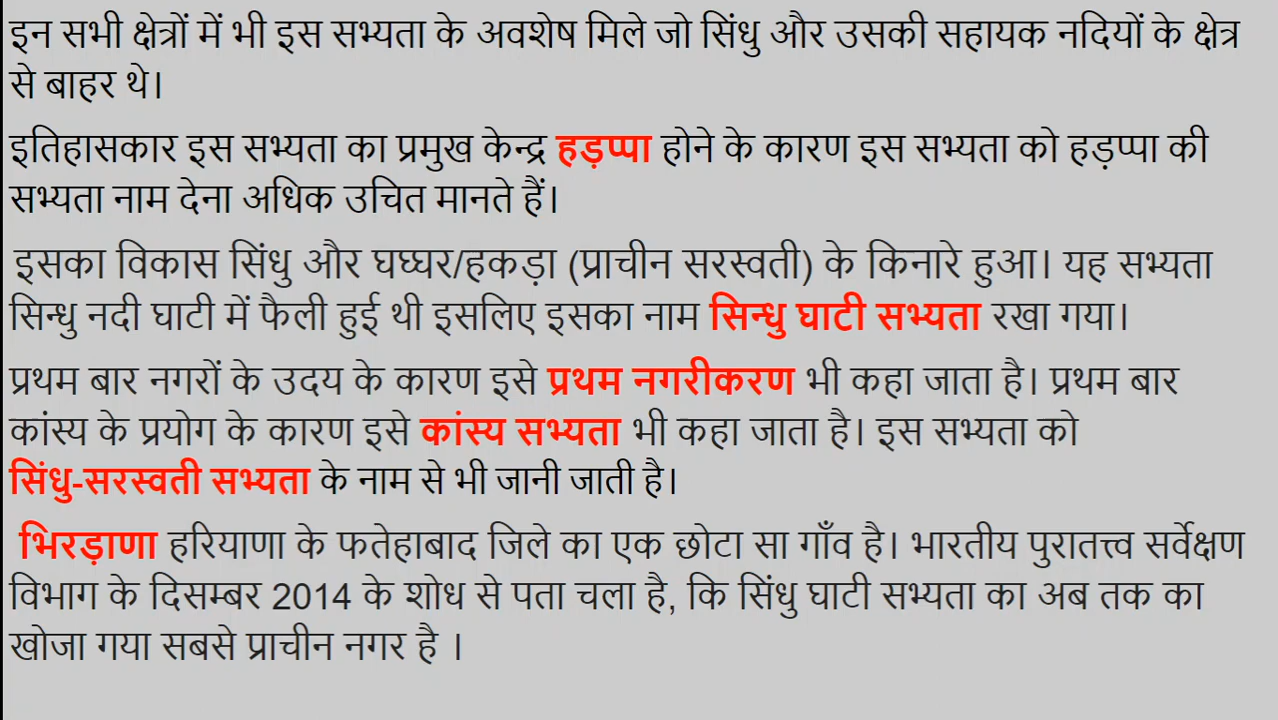 इन सभी क्षेत्रों में भी इस सभ्यता के अवशेष मिले जो सिंधु और उसकी सहायक नदियों के क्षेत्र
से बाहर थे।
इतिहासकार इस सभ्यता का प्रमुख केन्द्र हड़प्पा होने के कारण इस सभ्यता को हड़प्पा की
सभ्यता नाम देना अधिक उचित मानते हैं।
इसका विकास सिंधु और घघ्घर/हकड़ा (प्राचीन सरस्वती) के किनारे हुआ। यह सभ्यता
सिन्धु नदी घाटी में फैली हुई थी इसलिए इसका नाम सिन्धु घाटी सभ्यता रखा गया।
प्रथम बार नगरों के उदय के कारण इसे प्रथम नगरीकरण भी कहा जाता है। प्रथम बार
कांस्य के प्रयोग के कारण इसे कांस्य सभ्यता भी कहा जाता है। इस सभ्यता को
सिंधु-सरस्वती सभ्यता के नाम से भी जानी जाती है।
भिरड़ाणा हरियाणा के फतेहाबाद जिले का एक छोटा सा गाँव है। भारतीय पुरातत्त्व सर्वेक्षण
विभाग के दिसम्बर 2014 के शोध से पता चला है, कि सिंधु घाटी सभ्यता का अब तक का
खोजा गया सबसे प्राचीन नगर है ।